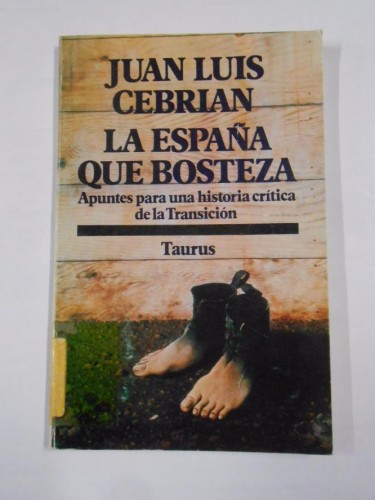 JUAN LUIS
CEBRIAN
LA ESPAÑA
QUE BOSTEZA
Apuntes para una historia crítica
de la Transición
Taurus